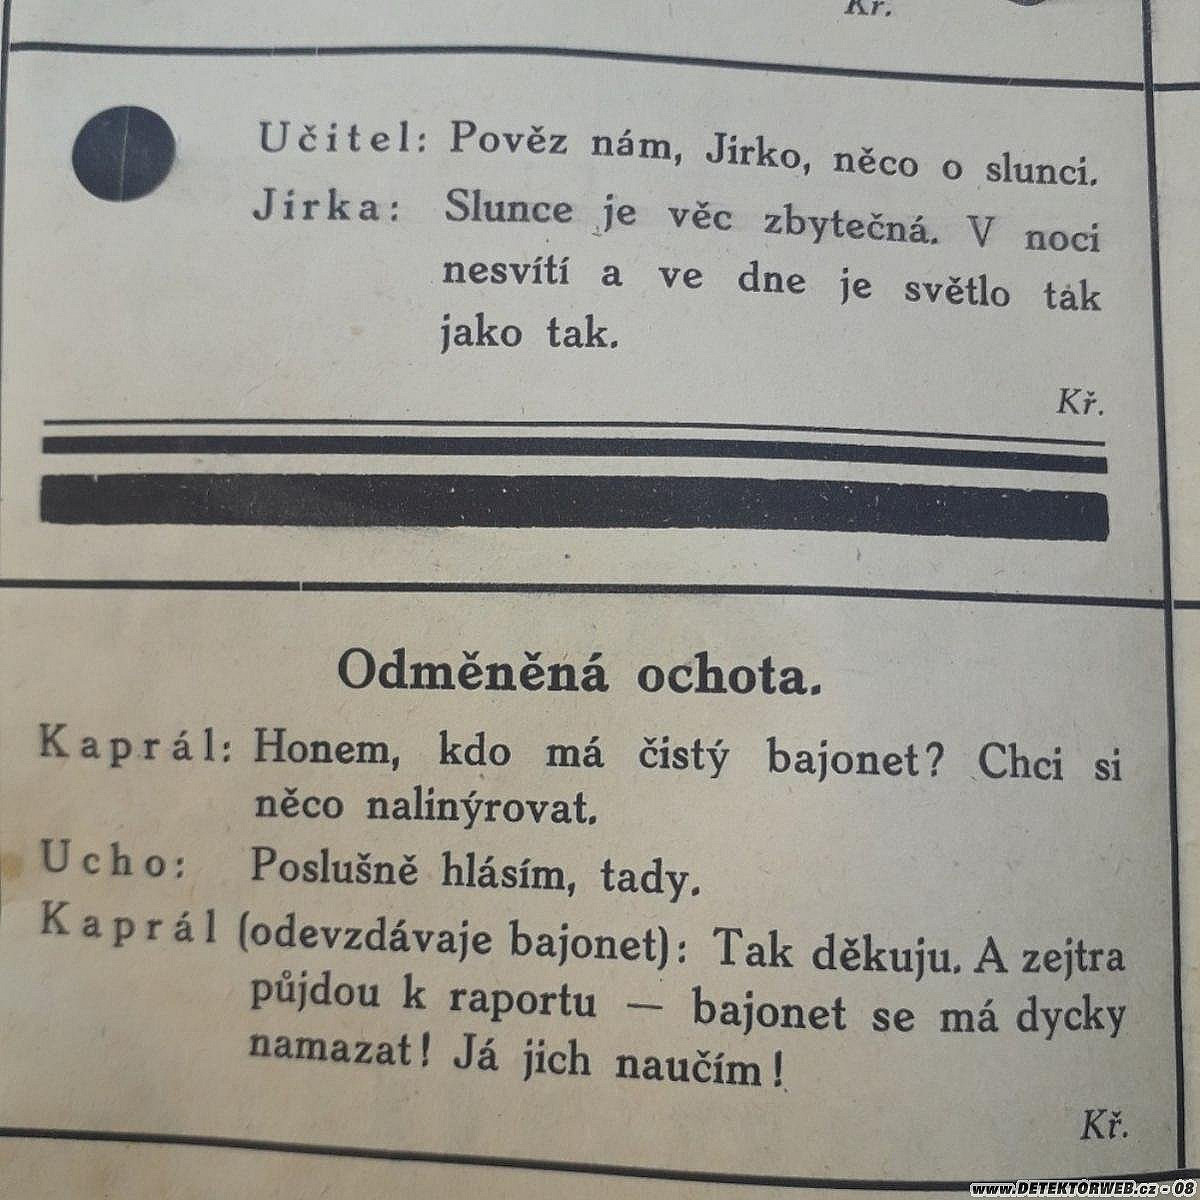 Kř.
Učitel: Pověz nám, Jirko, něco o slunci.
Jirka: Slunce je věc zbytečná. V noci
nesvítí a ve dne je světlo tak
jako tak.
Kř.
Odměněná ochota.
Kaprál: Honem, kdo má čistý bajonet? Chci si
něco nalinýrovat.
Ucho: Poslušně hlásím, tady.
Kaprál (odevzdávaje bajonet): Tak děkuju. A zejtra
půjdou k raportu — bajonet se má dycky
namazat! Já jich naučím!
Kř.
www.DETEKTORWEB.cz - 08